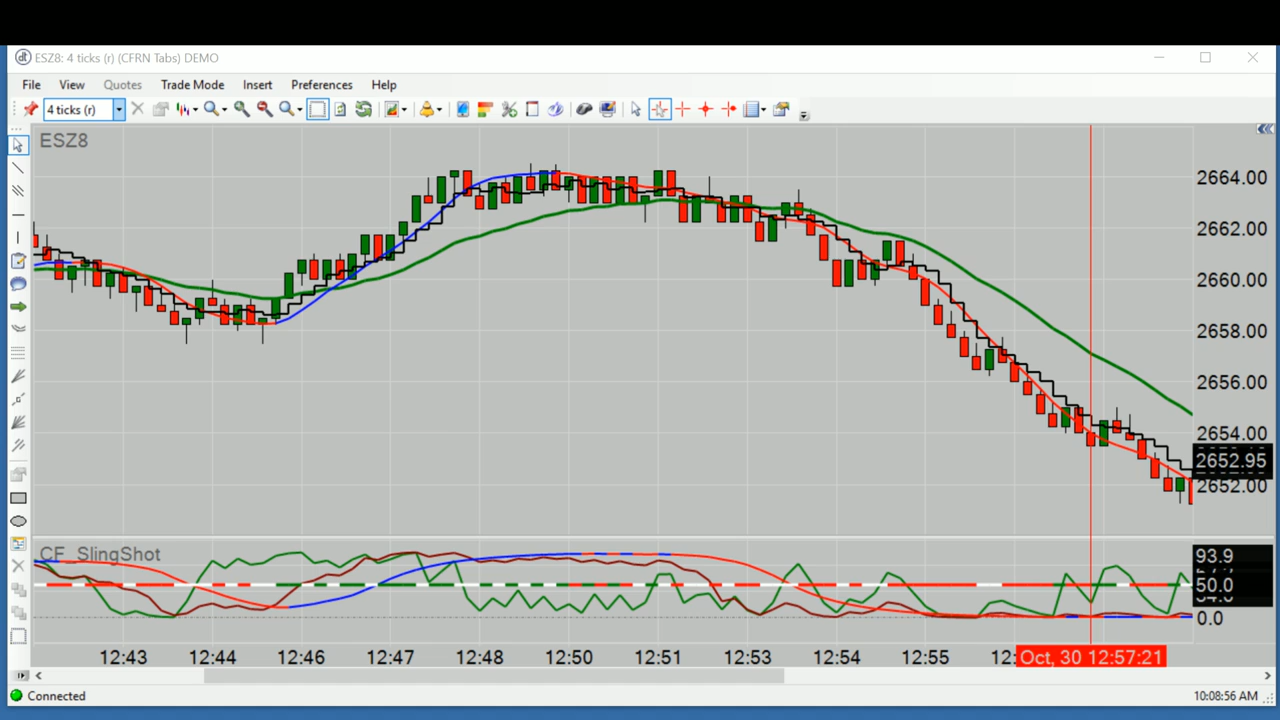 ESZ8: 4 ticks (r) (CFRN Tabs) DEMO
File View Quotes Trade Mode Insert Preferences Help
4 ticks (r)
ESZ8
2664.00
2662.00
2660.00
2658.00
2656.00
2654.00
2652.95
2652.00
CF_SlingShot
93.9
50.0
0.0
12:43 12:44 12:46 12:47 12:48 12:50 12:51 12:53 12:54 12:55 Oct, 30 12:57:21
Connected 10:08:56 AM